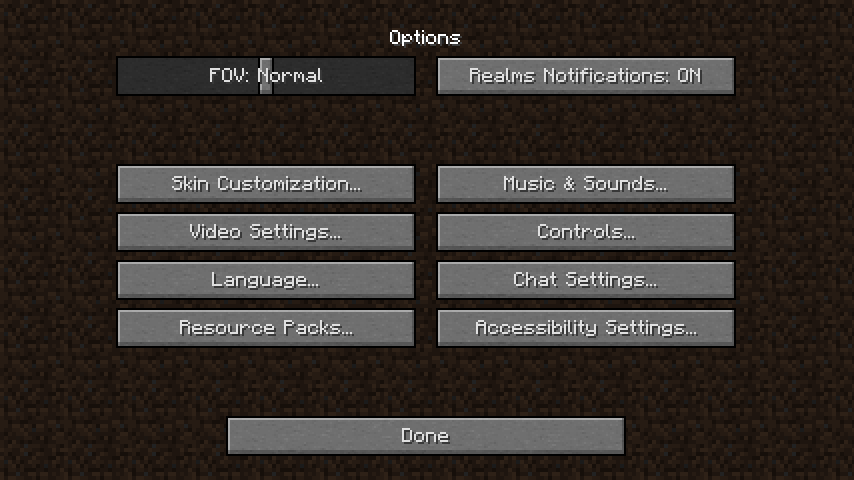 Options
FOV: Normal
Realms Notifications: ON
Skin Customization...
Music & Sounds...
Video Settings...
Controls...
Language...
Chat Settings...
Resource Packs...
Accessibility Settings...
Done